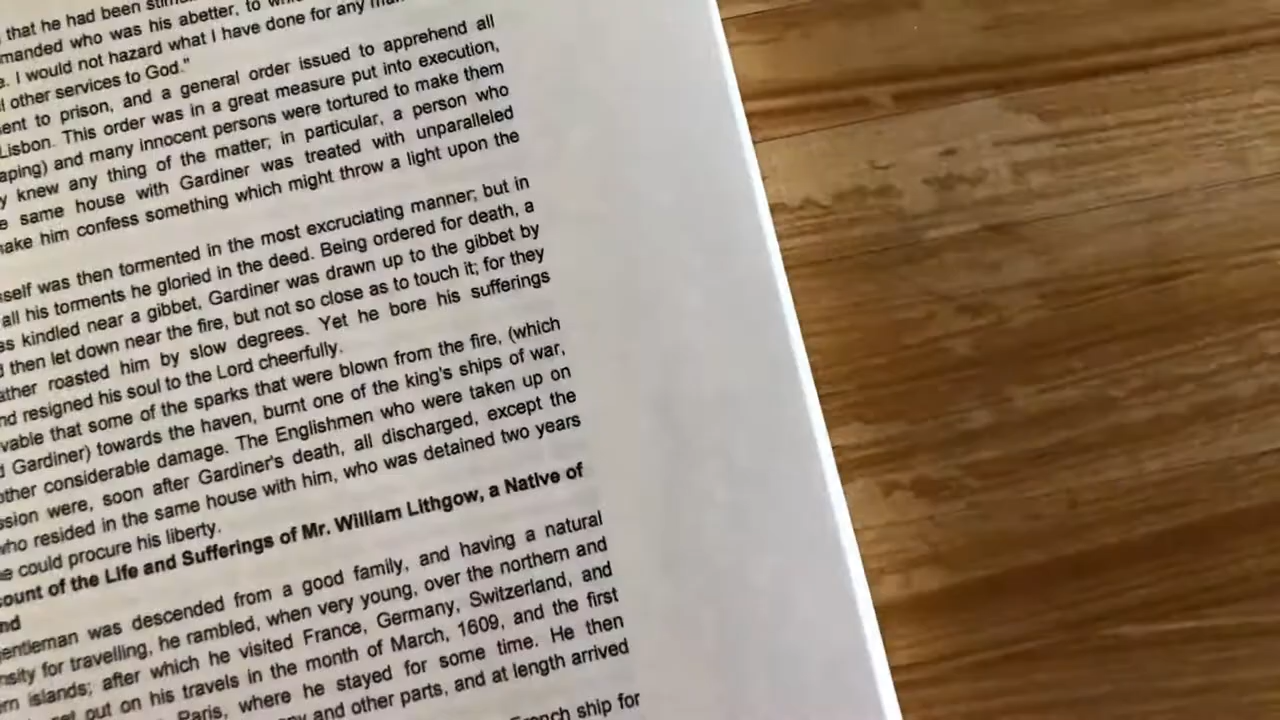 that he had been
manded who was his abetter, to
I would not hazard what I have done for any
other services to God."
ent to prison, and a general order issued to apprehend all
Lisbon. This order was in a great measure put into execution,
aping) and many innocent persons were tortured to make them
y knew any thing of the matter; in particular, a person who
e same house with Gardiner was treated with unparalleled
ake him confess something which might throw a light upon the
self was then tormented in the most excruciating manner; but in
all his torments he gloried in the deed. Being ordered for death, a
as kindled near a gibbet, Gardiner was drawn up to the gibbet by
then let down near the fire, but not so close as to touch it; for they
ather roasted him by slow degrees. Yet he bore his sufferings
nd resigned his soul to the Lord cheerfully.
vable that some of the sparks that were blown from the fire, (which
d Gardiner) towards the haven, burnt one of the king's ships of war,
other considerable damage. The Englishmen who were taken up on
ssion were, soon after Gardiner's death, all discharged, except the
who resided in the same house with him, who was detained two years
e could procure his liberty.
ount of the Life and Sufferings of Mr. William Lithgow, a Native of
nd
gentleman was descended from a good family, and having a natural
nsity for travelling, he rambled, when very young, over the northern and
rn islands; after which he visited France, Germany, Switzerland, and
set out on his travels in the month of March, 1609, and the first
Paris, where he stayed for some time. He then
ny and other parts, and at length arrived
ench ship for